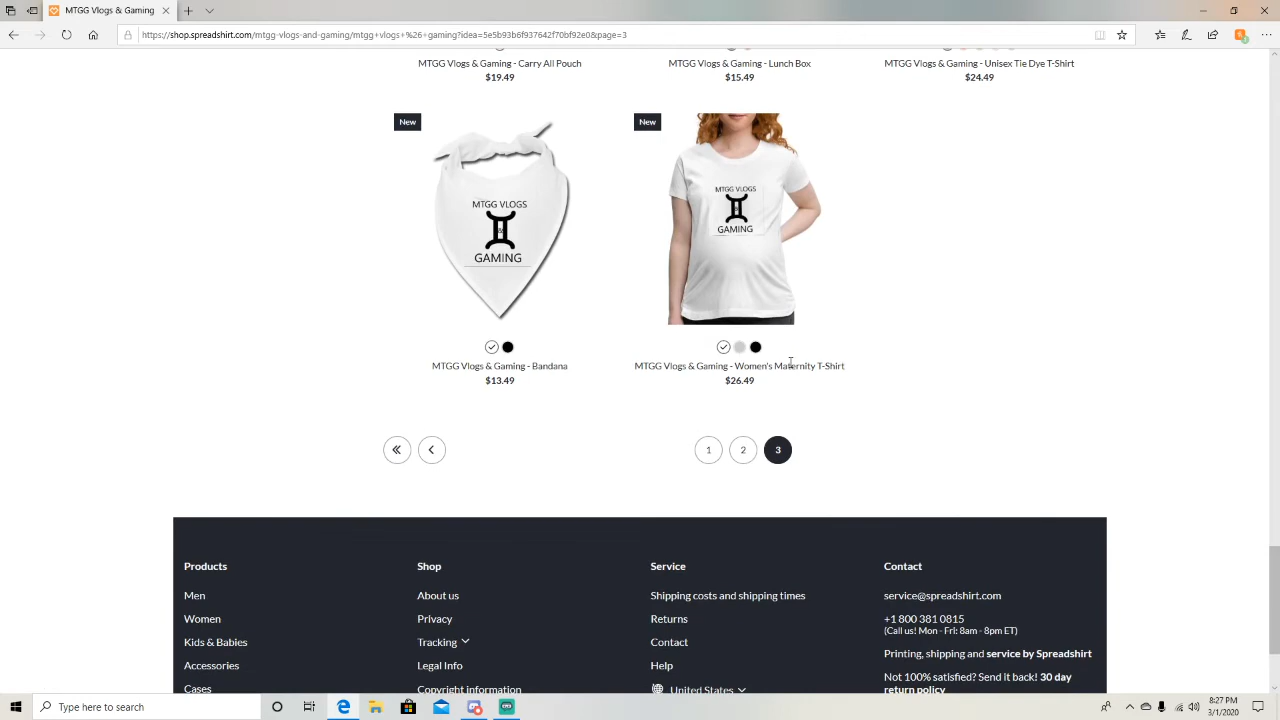 MTGG Vlogs & Gaming
https://shop.spreadshirt.com/mtgg-vlogs-and-gaming/mtgg+vlogs+%26+gaming?idea=5e5b93b6f937642f70bf92e0&page=3
MTGG Vlogs & Gaming - Carry All Pouch
$19.49
MTGG Vlogs & Gaming - Lunch Box
$15.49
MTGG Vlogs & Gaming - Unisex Tie Dye T-Shirt
$24.49
New
MTGG VLOGS
&
GAMING
MTGG Vlogs & Gaming - Bandana
$13.49
New
MTGG VLOGS
&
GAMING
MTGG Vlogs & Gaming - Women's Maternity T-Shirt
$26.49
1 2 3
Products
Men
Women
Kids & Babies
Accessories
Cases
Shop
About us
Privacy
Tracking
Legal Info
Copyright information
Service
Shipping costs and shipping times
Returns
Contact
Help
United States
Contact
service@spreadshirt.com
+1 800 381 0815
(Call us! Mon - Fri: 8am - 8pm ET)
Printing, shipping and service by Spreadshirt
Not 100% satisfied? Send it back! 30 day
return policy
Type here to search
8:27 PM
3/1/2020